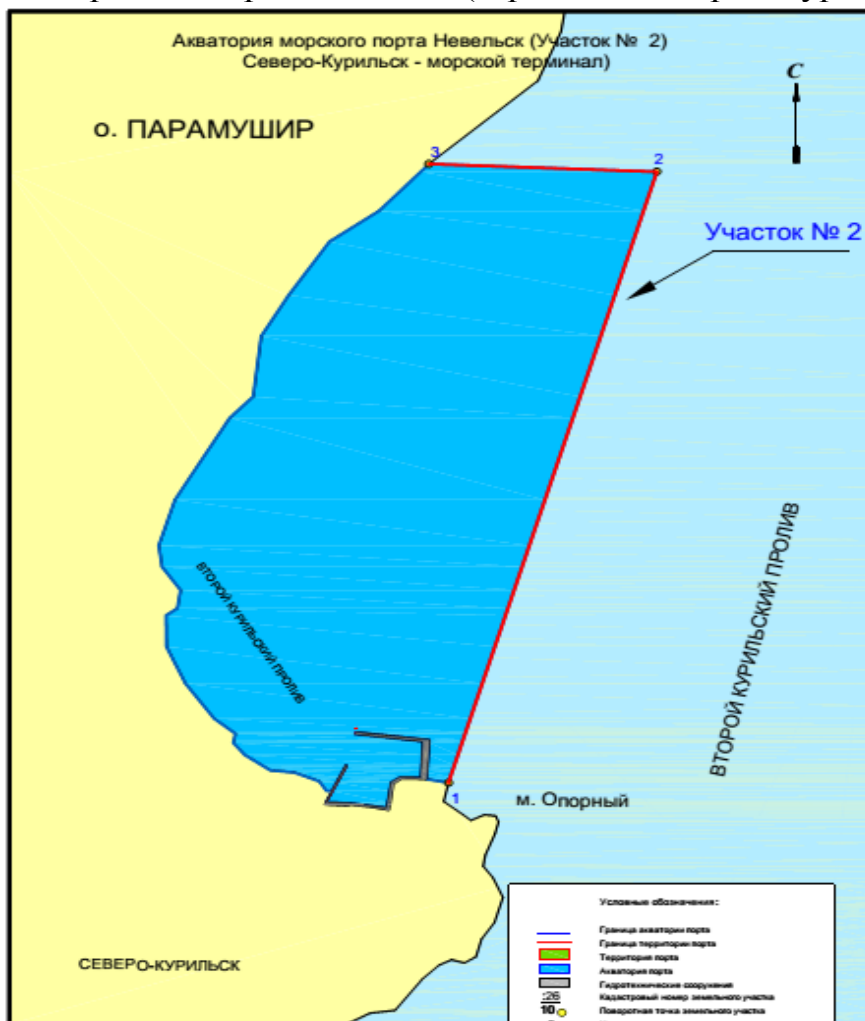 Акватория морского порта Невельск (Участок № 2)
Северо-Курильск - морской терминал)
С
о. ПАРАМУШИР
3
2
Участок № 2
ВТОРОЙ КУРИЛЬСКИЙ ПРОЛИВ
ВТОРОЙ КУРИЛЬСКИЙ ПРОЛИВ
1
м. Опорный
СЕВЕРО-КУРИЛЬСК
Условные обозначения:
Граница акватории порта
Граница территории порта
Территория порта
Акватория порта
Гидротехнические сооружения
:26 Кадастровый номер земельного участка
10 Поворотная точка земельного участка